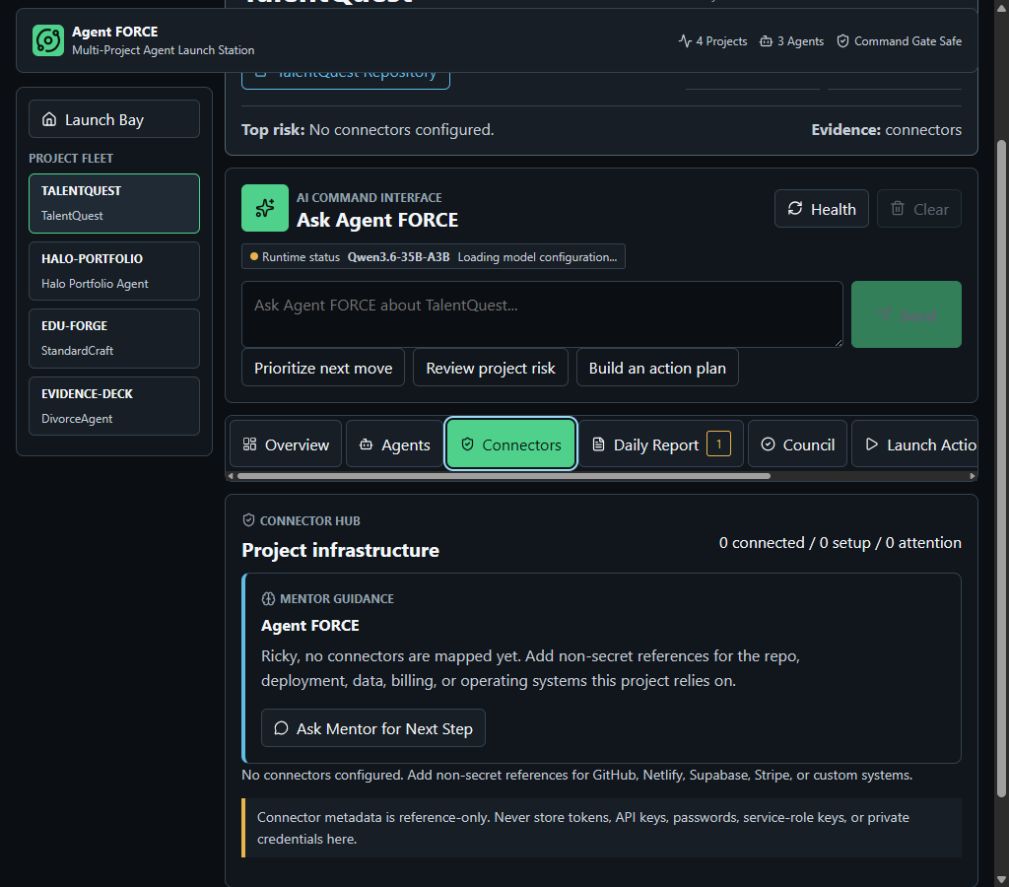 TalentQuest
Agent FORCE
Multi-Project Agent Launch Station
4 Projects
3 Agents
Command Gate Safe
TalentQuest Repository
Launch Bay
PROJECT FLEET
TALENTQUEST
TalentQuest
HALO-PORTFOLIO
Halo Portfolio Agent
EDU-FORGE
StandardCraft
EVIDENCE-DECK
DivorceAgent
Top risk: No connectors configured.
Evidence: connectors
AI COMMAND INTERFACE
Ask Agent FORCE
Health
Clear
Runtime status Qwen3.6-35B-A3B Loading model configuration...
Ask Agent FORCE about TalentQuest...
Send
Prioritize next move
Review project risk
Build an action plan
Overview
Agents
Connectors
Daily Report 1
Council
Launch Actio
CONNECTOR HUB
Project infrastructure
0 connected / 0 setup / 0 attention
MENTOR GUIDANCE
Agent FORCE
Ricky, no connectors are mapped yet. Add non-secret references for the repo,
deployment, data, billing, or operating systems this project relies on.
Ask Mentor for Next Step
No connectors configured. Add non-secret references for GitHub, Netlify, Supabase, Stripe, or custom systems.
Connector metadata is reference-only. Never store tokens, API keys, passwords, service-role keys, or private
credentials here.